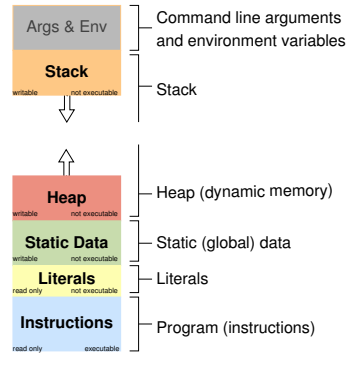 Args & Env
Command line arguments
and environment variables
Stack
writable not executable
Stack
Heap
writable not executable
Heap (dynamic memory)
Static Data
writable not executable
Static (global) data
Literals
read only not executable
Literals
Instructions
read only executable
Program (instructions)